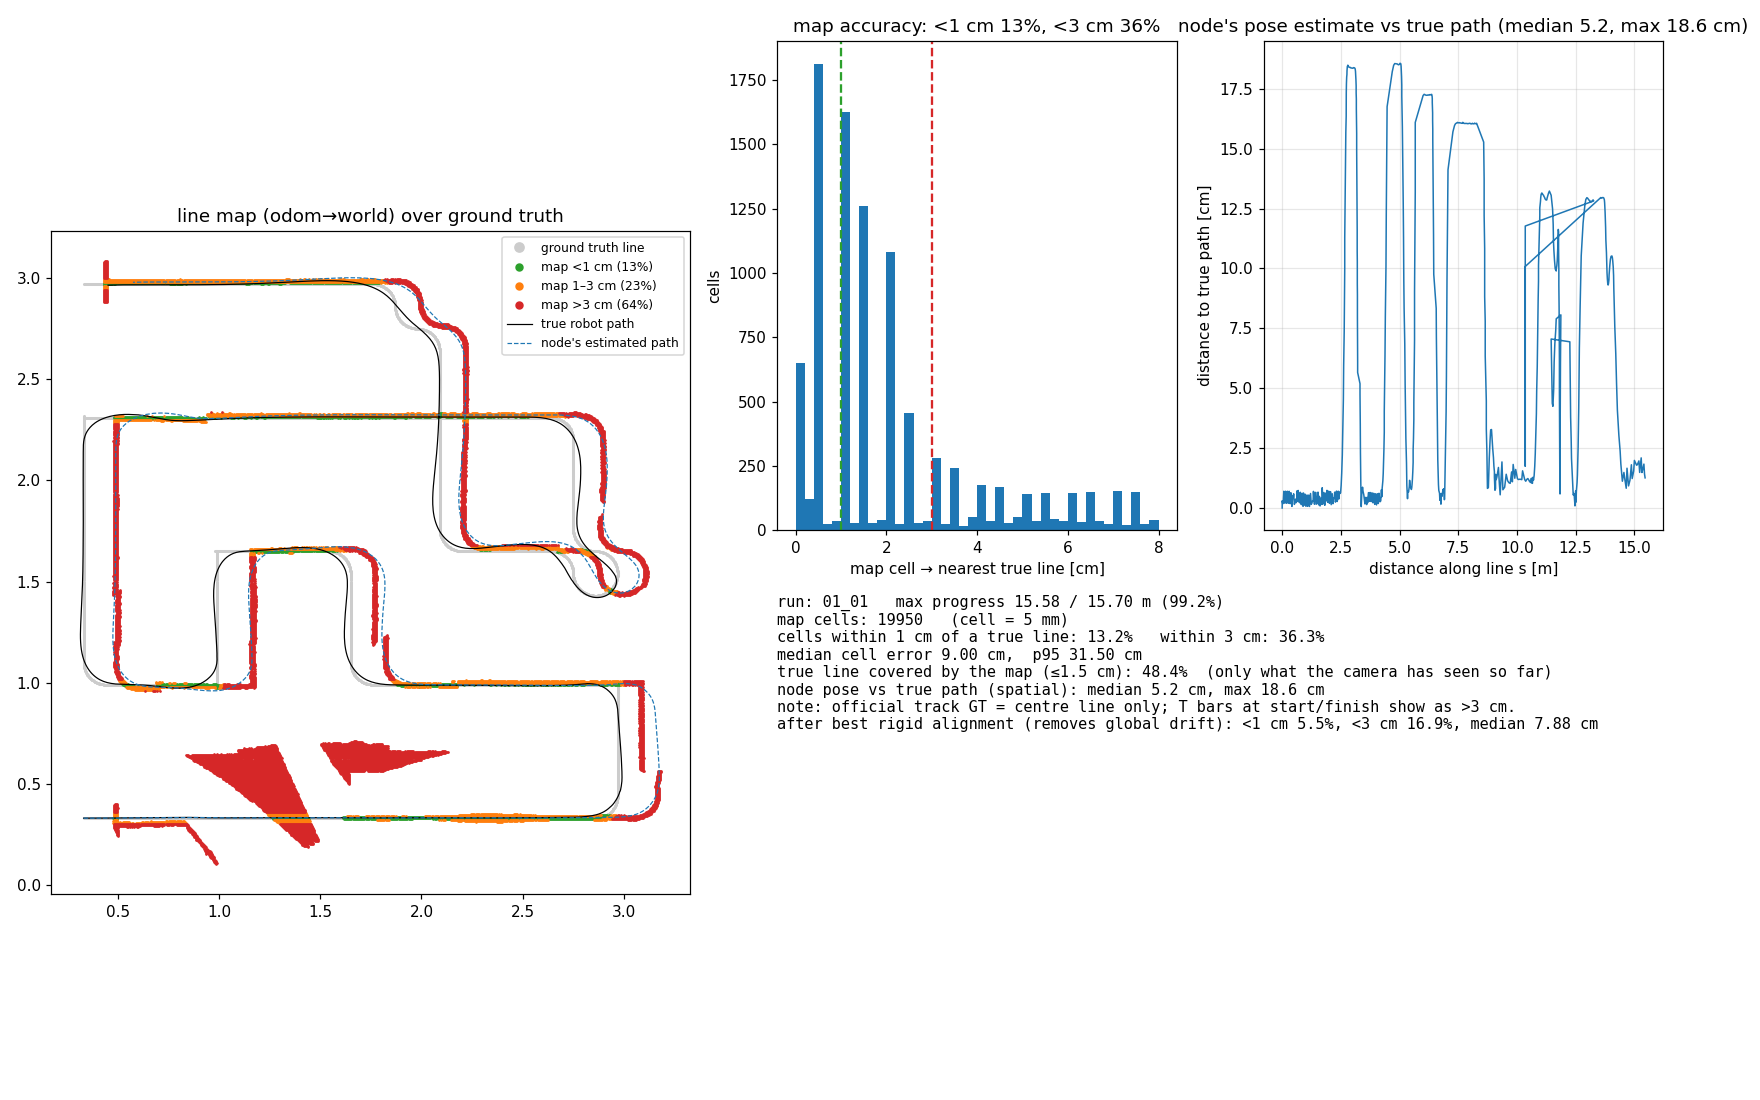 line map (odom→world) over ground truth
ground truth line
map <1 cm (13%)
map 1–3 cm (23%)
map >3 cm (64%)
true robot path
node's estimated path
3.0
2.5
2.0
1.5
1.0
0.5
0.0
0.5
1.0
1.5
2.0
2.5
3.0
map accuracy: <1 cm 13%, <3 cm 36%
cells
1750
1500
1250
1000
750
500
250
0
0
2
4
6
8
map cell → nearest true line [cm]
node's pose estimate vs true path (median 5.2, max 18.6 cm)
distance to true path [cm]
17.5
15.0
12.5
10.0
7.5
5.0
2.5
0.0
0.0
2.5
5.0
7.5
10.0
12.5
15.0
distance along line s [m]
run: 01_01   max progress 15.58 / 15.70 m (99.2%)
map cells: 19950   (cell = 5 mm)
cells within 1 cm of a true line: 13.2%   within 3 cm: 36.3%
median cell error 9.00 cm,  p95 31.50 cm
true line covered by the map (≤1.5 cm): 48.4%  (only what the camera has seen so far)
node pose vs true path (spatial): median 5.2 cm, max 18.6 cm
note: official track GT = centre line only; T bars at start/finish show as >3 cm.
after best rigid alignment (removes global drift): <1 cm 5.5%, <3 cm 16.9%, median 7.88 cm